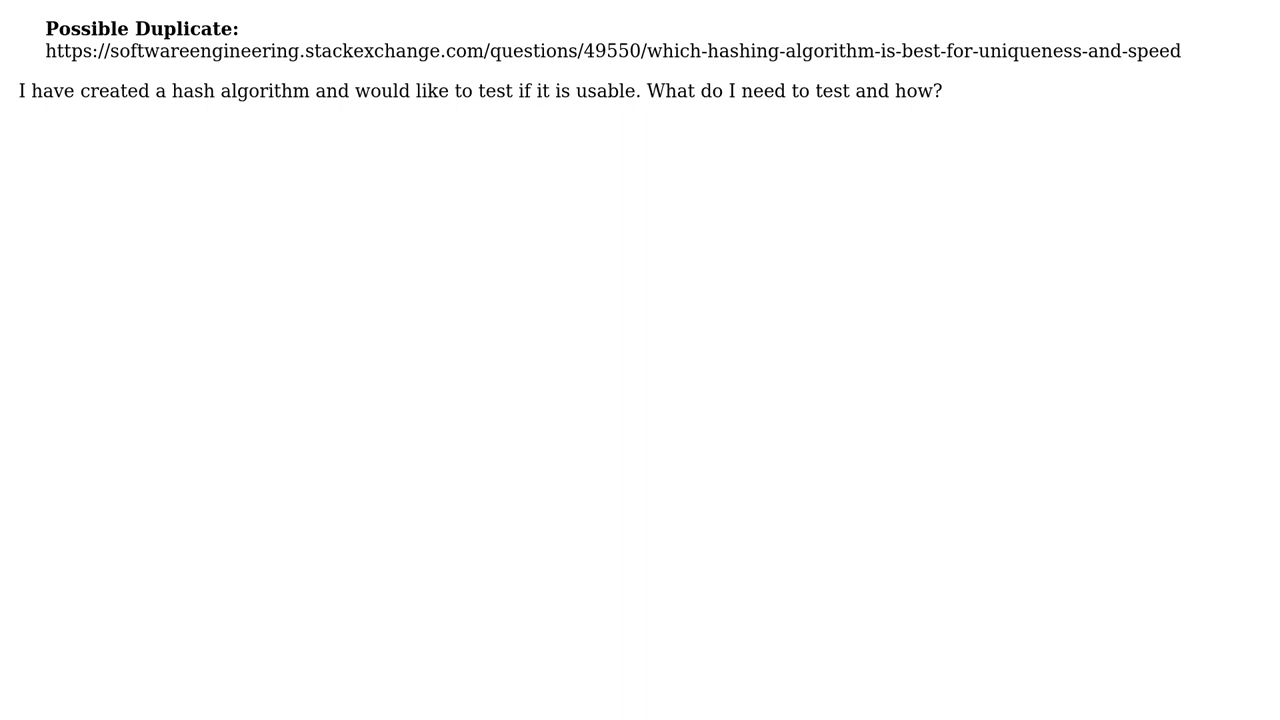 Possible Duplicate:
https://softwareengineering.stackexchange.com/questions/49550/which-hashing-algorithm-is-best-for-uniqueness-and-speed
I have created a hash algorithm and would like to test if it is usable. What do I need to test and how?